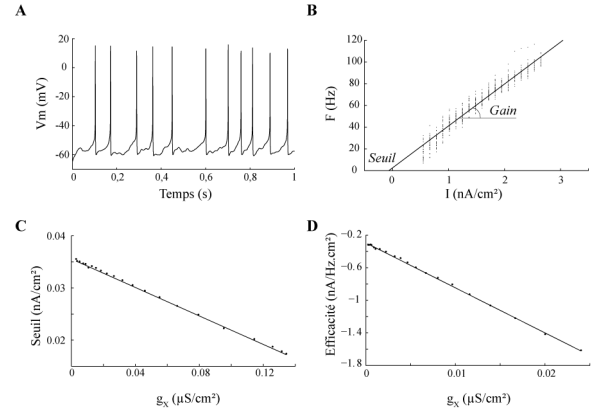 A
B
20
0
-20
-40
-60
Vm (mV)
0
0,2
0,4
0,6
0,8
1
Temps (s)
120
100
80
60
40
20
0
F (Hz)
Seuil
Gain
0
1
2
3
I (nA/cm²)
C
D
0.04
0.03
0.02
Seuil (nA/cm²)
0
0.04
0.08
0.12
gX (µS/cm²)
−0.2
−0.6
−1
−1.4
−1.8
Efficacité (nA/Hz.cm²)
0
0.01
0.02
gX (µS/cm²)